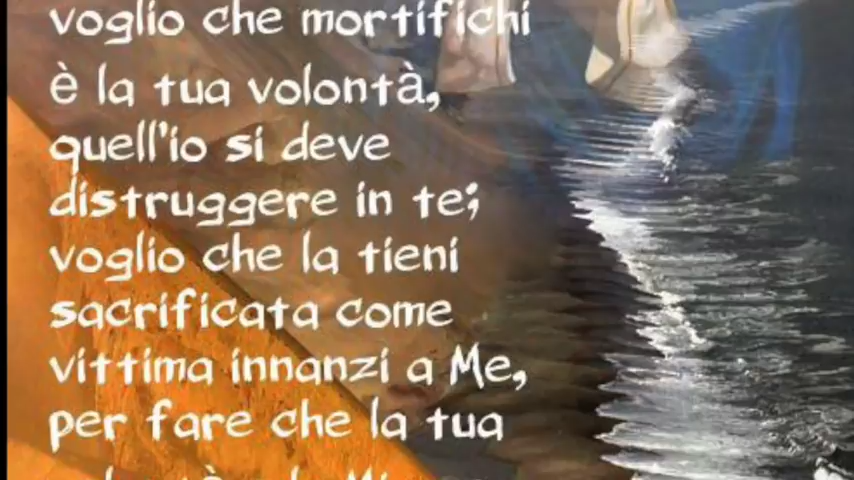 voglio che mortifichi
è la tua volontà,
quell'io si deve
distruggere in te;
voglio che la tieni
sacrificata come
vittima innanzi a Me,
per fare che la tua